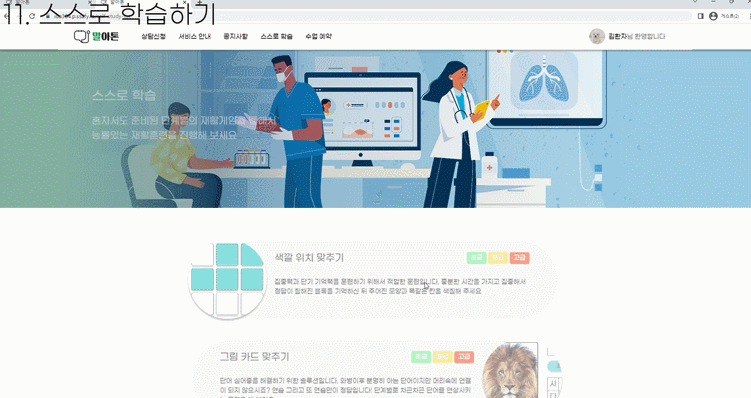 11. 스스로 학습하기
말아톤
상담신청 서비스 안내 공지사항 스스로 학습 수업 예약
김환자님 환영합니다
스스로 학습
혼자서도 준비된 단계별의 재활게임을 통해서
능률있는 재활훈련을 진행해 보세요
색깔 위치 맞추기
초급 중급 고급
집중력과 단기 기억력을 훈련하기 위해서 적합한 훈련입니다. 충분한 시간을 가지고 집중해서
정답이 칠해진 블록을 기억하신 뒤 주어진 모양과 똑같은 칸을 색칠해 주세요
그림 카드 맞추기
초급 중급 고급
단어 실어증을 해결하기 위한 솔루션입니다. 와병이후 분명히 아는 단어이지만 머리속에 연결
이 되지 않으시죠? 연습 그리고 또 연습만이 정답입니다! 단계별로 차근차근 단어를 연상시키
사